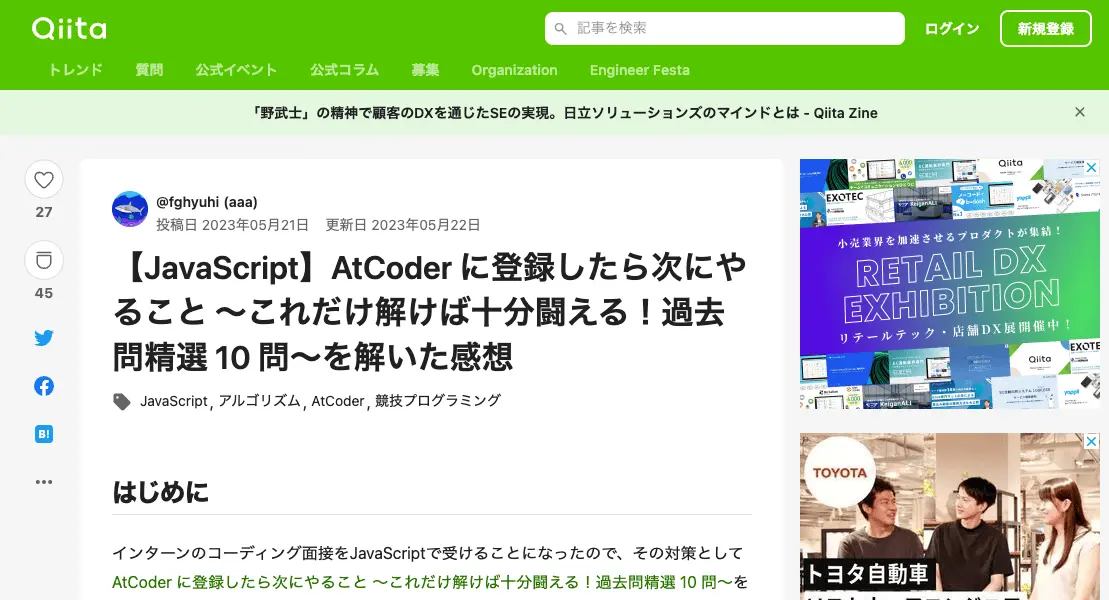 Qiita
記事を検索
ログイン
新規登録
トレンド
質問
公式イベント
公式コラム
募集
Organization
Engineer Festa
「野武士」の精神で顧客のDXを通じたSEの実現。日立ソリューションズのマインドとは - Qiita Zine
27
45
B!
@fghyuhi (aaa)
投稿日 2023年05月21日 更新日 2023年05月22日
【JavaScript】AtCoder に登録したら次にや
ること ～これだけ解けば十分闘える！過去
問精選 10 問～を解いた感想
JavaScript, アルゴリズム, AtCoder, 競技プログラミング
はじめに
インターンのコーディング面接をJavaScriptで受けることになったので、その対策として
AtCoder に登録したら次にやること ～これだけ解けば十分闘える！過去問精選 10 問～を
Qiita
EXOTEC
KeiganALI
小売業界を加速させるプロダクトが集結！
RETAIL DX
EXHIBITION
リテールテック・店舗DX展開催中！
EXOTE
Qiita
KeiganALI
yappli
TOYOTA
トヨタ自動車